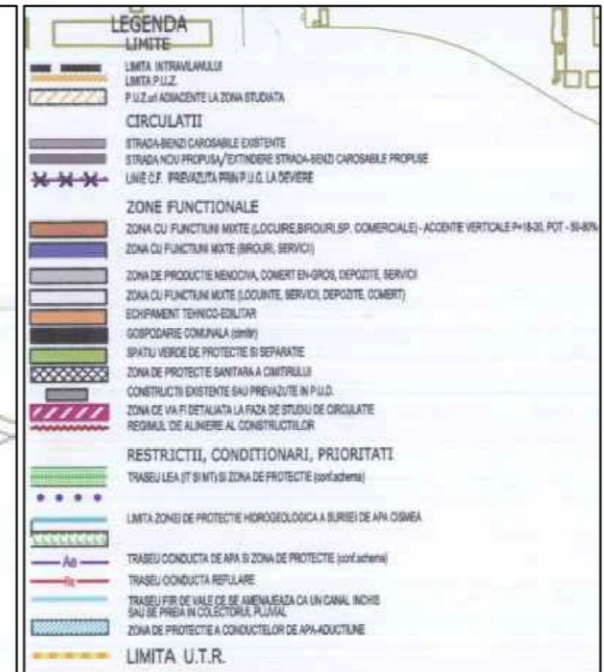 LEGENDA
LIMITE
LIMITA INTRAVILANULUI
LIMITA P.U.Z.
P.U.Z.uri ADIACENTE LA ZONA STUDIATA
CIRCULATII
STRADA-BENZI CAROSABILE EXISTENTE
STRADA NOU PROPUSA/EXTINDERE STRADA-BENZI CAROSABILE PROPUSE
LINIE C.F. PREVAZUTA PRIN P.U.G. LA DEVIERE
ZONE FUNCTIONALE
ZONA CU FUNCTIUNI MIXTE (LOCUIRE,BIROURI,SP. COMERCIALE) - ACCENTE VERTICALE P+18-30, POT - 50-80%
ZONA CU FUNCTIUNI MIXTE (BIROURI, SERVICII)
ZONA DE PRODUCTIE NENOCIVA, COMERT EN-GROS, DEPOZITE, SERVICII
ZONA CU FUNCTIUNI MIXTE (LOCUINTE, SERVICII, DEPOZITE, COMERT)
ECHIPAMENT TEHNICO-EDILITAR
GOSPODARIE COMUNALA (cimitir)
SPATIU VERDE DE PROTECTIE SI SEPARATIE
ZONA DE PROTECTIE SANITARA A CIMITIRULUI
CONSTRUCTII EXISTENTE SAU PREVAZUTE IN P.U.D.
ZONA CE VA FI DETALIATA LA FAZA DE STUDIU DE CIRCULATIE
REGIMUL DE ALINIERE AL CONSTRUCTIILOR
RESTRICTII, CONDITIONARI, PRIORITATI
TRASEU LEA (IT SI MT) SI ZONA DE PROTECTIE (conf.schema)
LIMITA ZONEI DE PROTECTIE HIDROGEOLOGICA A SURSEI DE APA CISMEA
Ae TRASEU CONDUCTA DE APA SI ZONA DE PROTECTIE (conf.schema)
TRASEU CONDUCTA REFULARE
TRASEU FIR DE VALE CE SE AMENAJEAZA CA UN CANAL INCHIS
SAU SE PREIA IN COLECTORUL PLUVIAL
ZONA DE PROTECTIE A CONDUCTELOR DE APA-ADUCTIUNE
LIMITA U.T.R.